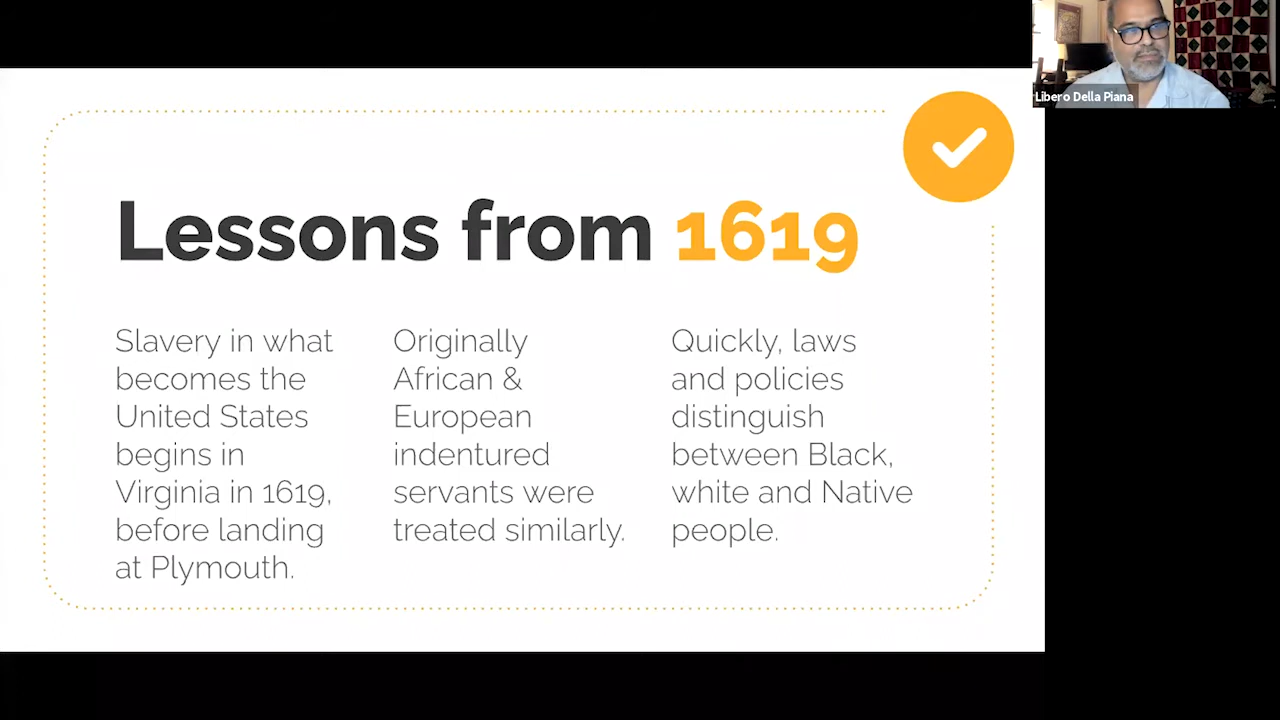 Libero Della Piana
Lessons from 1619
Slavery in what
becomes the
United States
begins in
Virginia in 1619,
before landing
at Plymouth.
Originally
African &
European
indentured
servants were
treated similarly.
Quickly, laws
and policies
distinguish
between Black,
white and Native
people.